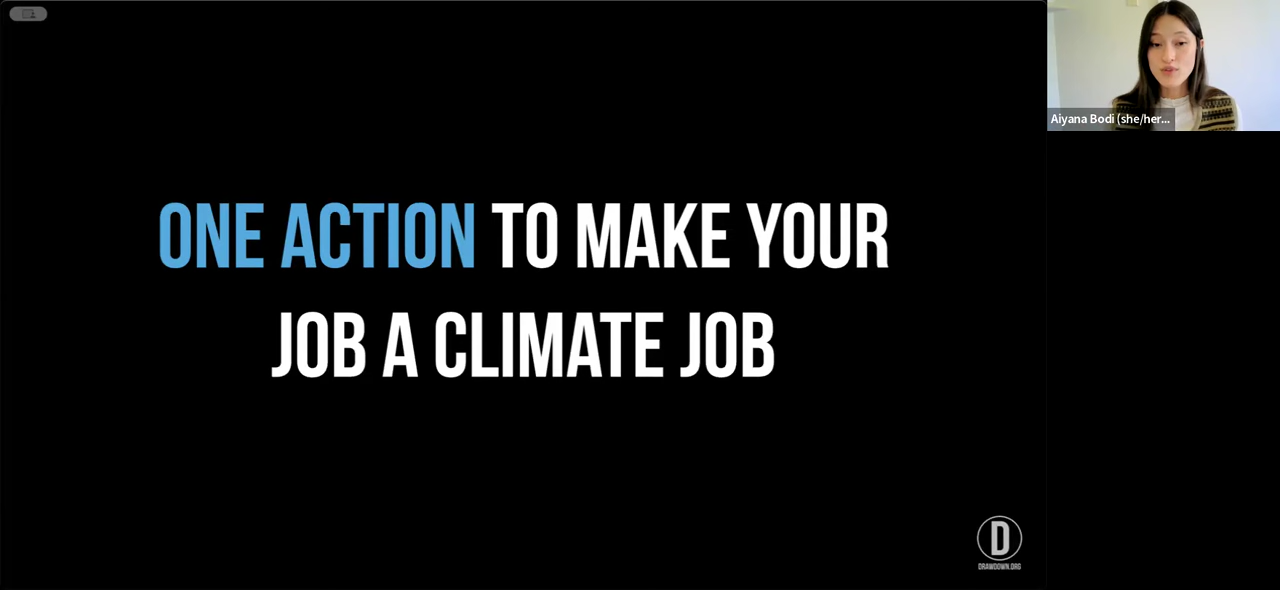 Aiyana Bodi (she/her...
ONE ACTION TO MAKE YOUR
JOB A CLIMATE JOB
D
DRAWDOWN.ORG